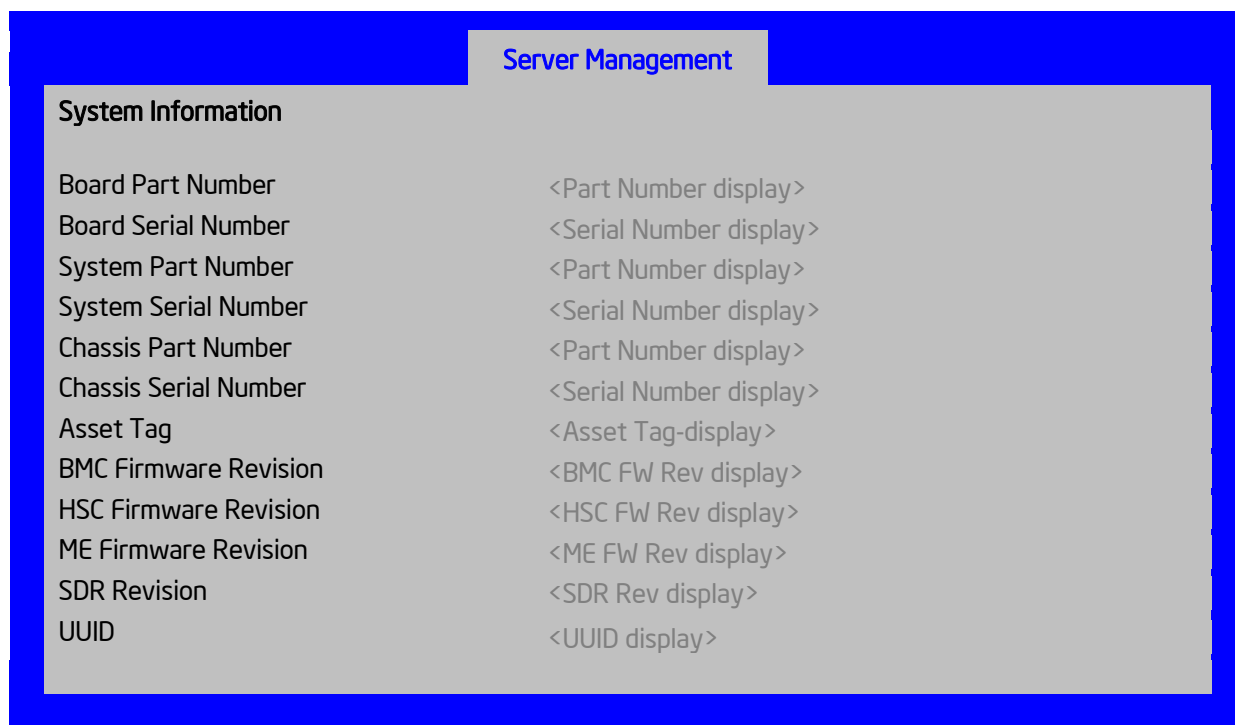 Server Management
System Information
Board Part Number <Part Number display>
Board Serial Number <Serial Number display>
System Part Number <Part Number display>
System Serial Number <Serial Number display>
Chassis Part Number <Part Number display>
Chassis Serial Number <Serial Number display>
Asset Tag <Asset Tag-display>
BMC Firmware Revision <BMC FW Rev display>
HSC Firmware Revision <HSC FW Rev display>
ME Firmware Revision <ME FW Rev display>
SDR Revision <SDR Rev display>
UUID <UUID display>